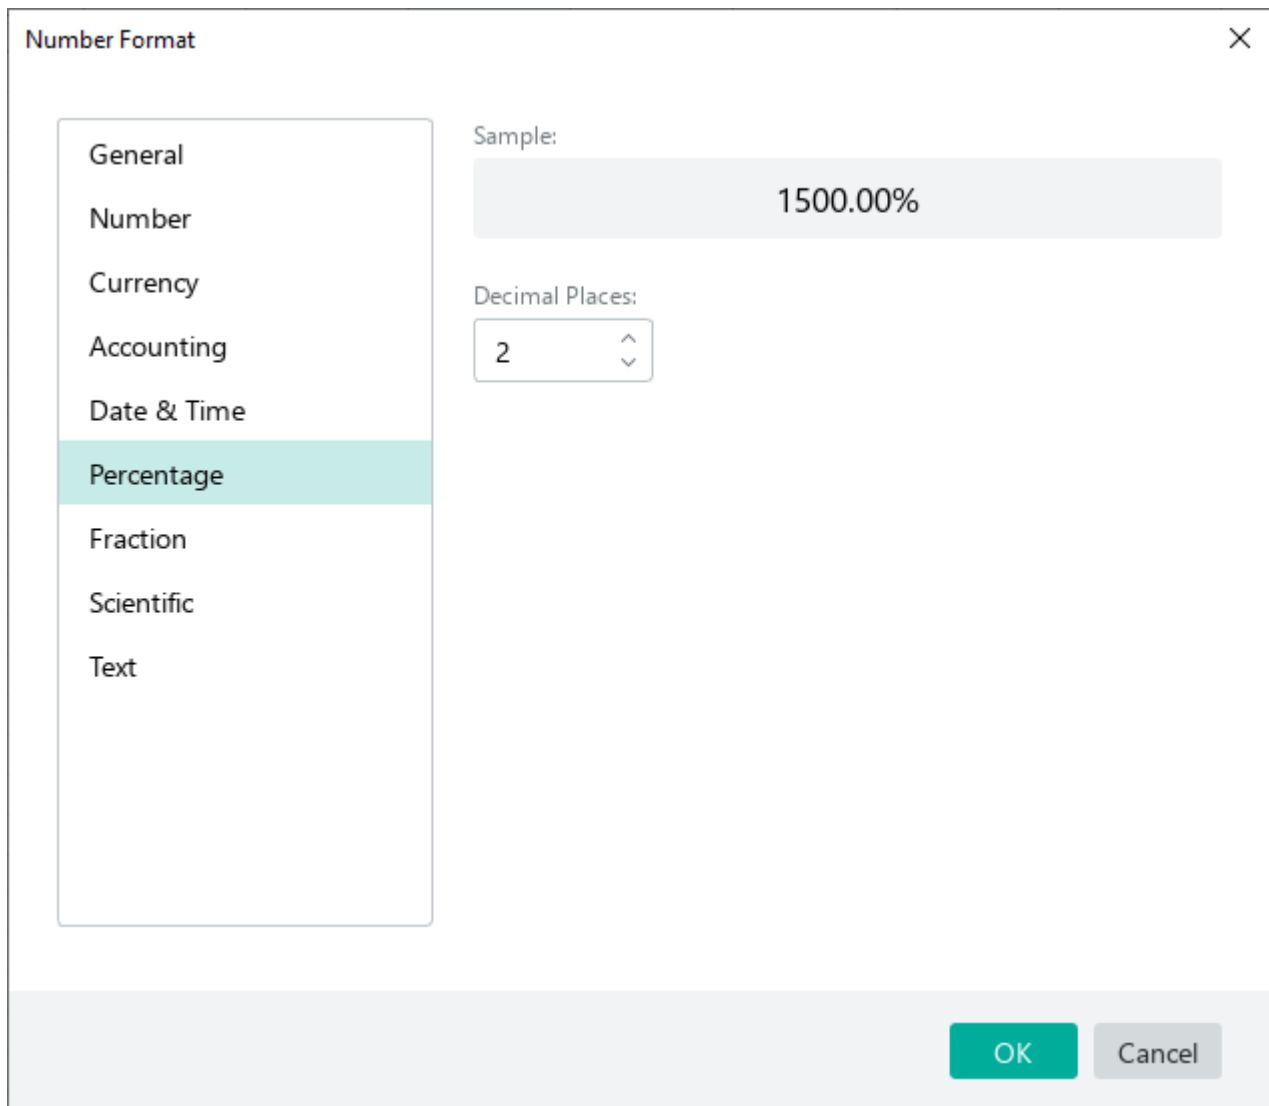 Number Format
General
Number
Currency
Accounting
Date & Time
Percentage
Fraction
Scientific
Text
Sample:
1500.00%
Decimal Places:
2
OK
Cancel